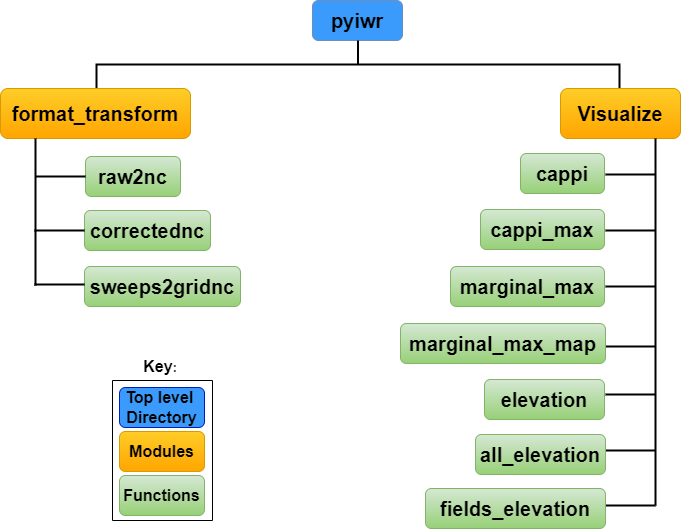 pyiwr
format_transform
Visualize
raw2nc
correctednc
sweeps2gridnc
cappi
cappi_max
marginal_max
marginal_max_map
elevation
all_elevation
fields_elevation
Key:
Top level
Directory
Modules
Functions